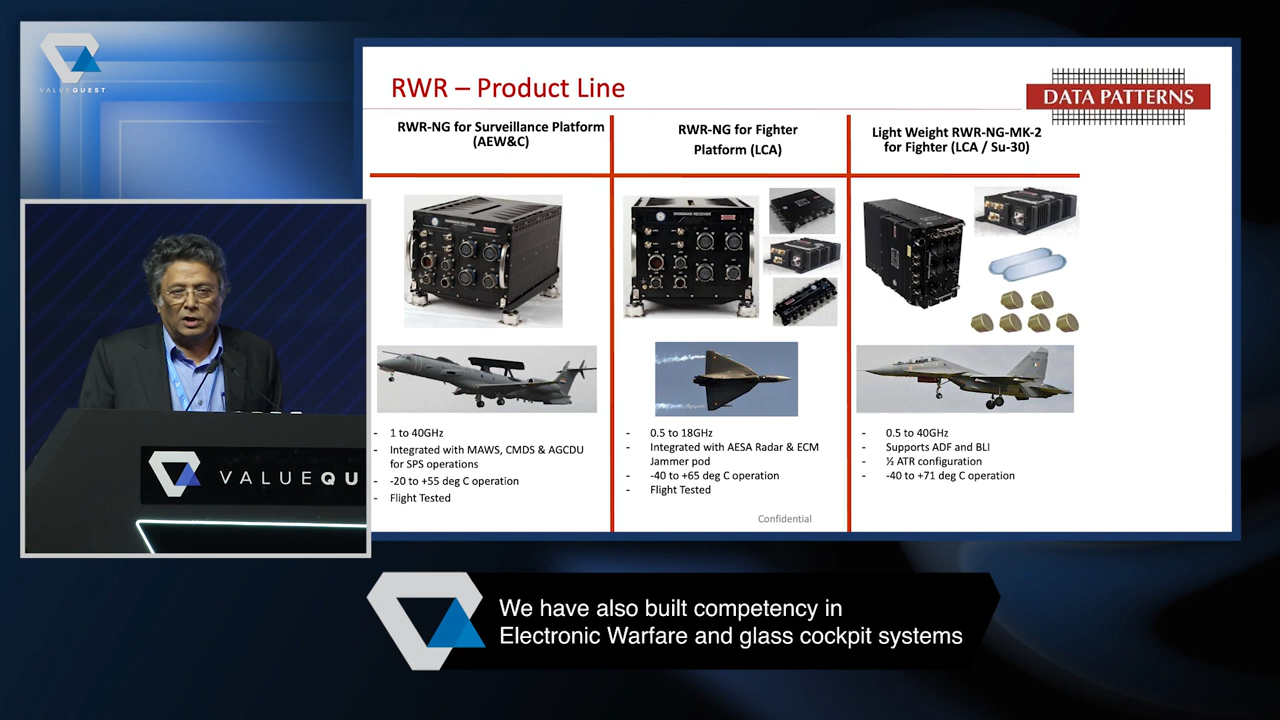 VALUEQUEST
RWR – Product Line
DATA PATTERNS
RWR-NG for Surveillance Platform
(AEW&C)
RWR-NG for Fighter
Platform (LCA)
Light Weight RWR-NG-MK-2
for Fighter (LCA / Su-30)
WIDEBAND RECEIVER
- 1 to 40GHz
- Integrated with MAWS, CMDS & AGCDU
for SPS operations
- -20 to +55 deg C operation
- Flight Tested
- 0.5 to 18GHz
- Integrated with AESA Radar & ECM
Jammer pod
- -40 to +65 deg C operation
- Flight Tested
- 0.5 to 40GHz
- Supports ADF and BLI
- ½ ATR configuration
- -40 to +71 deg C operation
Confidential
VALUEQU
We have also built competency in
Electronic Warfare and glass cockpit systems